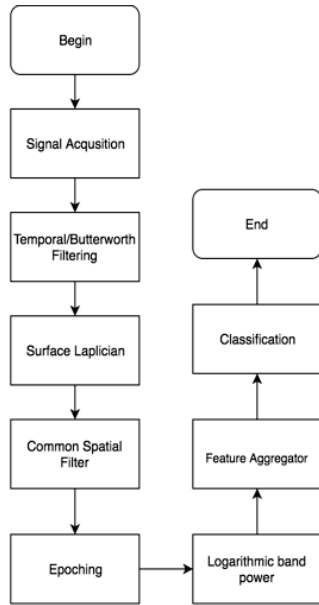 Begin
Signal Acqusition
Temporal/Butterworth
Filtering
Surface Laplician
Common Spatial
Filter
Epoching
Logarithmic band
power
Feature Aggregator
Classification
End